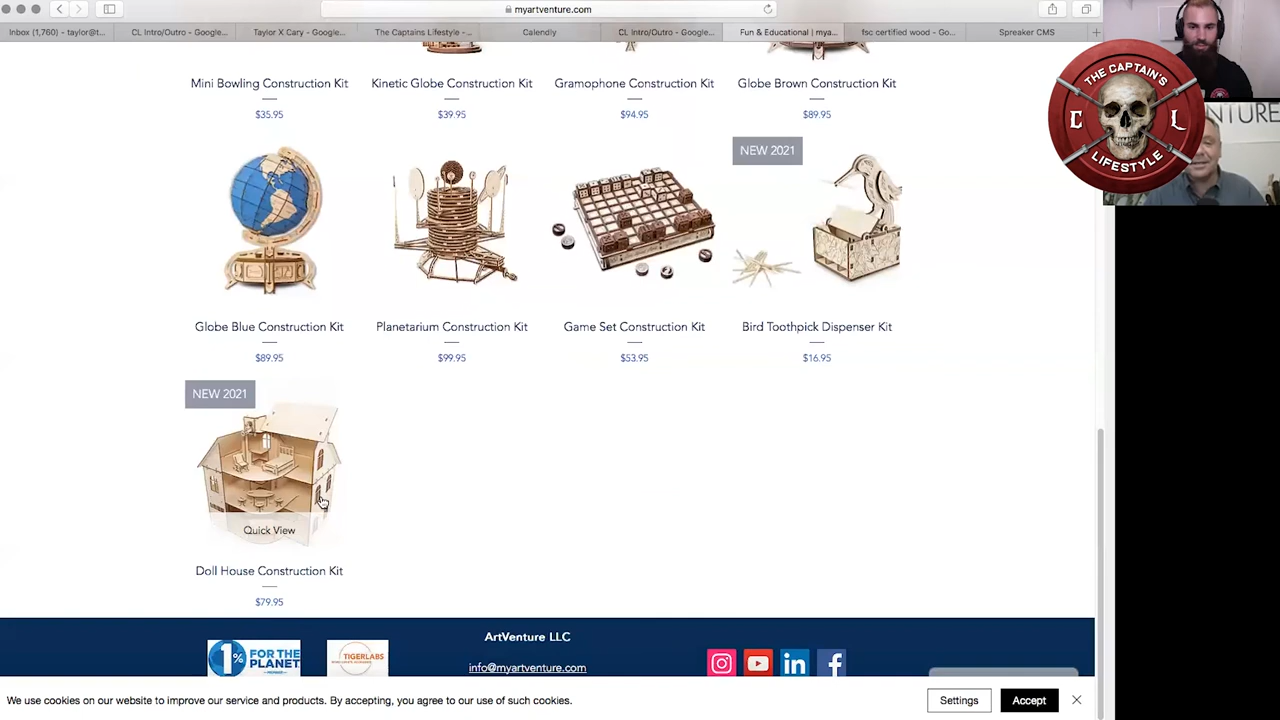 myartventure.com
Inbox (1,760) - taylor@t...
CL Intro/Outro - Google...
Taylor X Cary - Google...
The Captains Lifestyle - ...
Calendly
CL Intro/Outro - Google...
Fun & Educational | mya...
fsc certified wood - Go...
Spreaker CMS
THE CAPTAIN'S
C L
LIFESTYLE
VENTURE
Mini Bowling Construction Kit
$35.95
Kinetic Globe Construction Kit
$39.95
Gramophone Construction Kit
$94.95
Globe Brown Construction Kit
$89.95
NEW 2021
Globe Blue Construction Kit
$89.95
Planetarium Construction Kit
$99.95
Game Set Construction Kit
$53.95
Bird Toothpick Dispenser Kit
$16.95
NEW 2021
Quick View
Doll House Construction Kit
$79.95
1% FOR THE
PLANET
TIGERLABS
ArtVenture LLC
info@myartventure.com
We use cookies on our website to improve our service and products. By accepting, you agree to our use of such cookies.
Settings
Accept